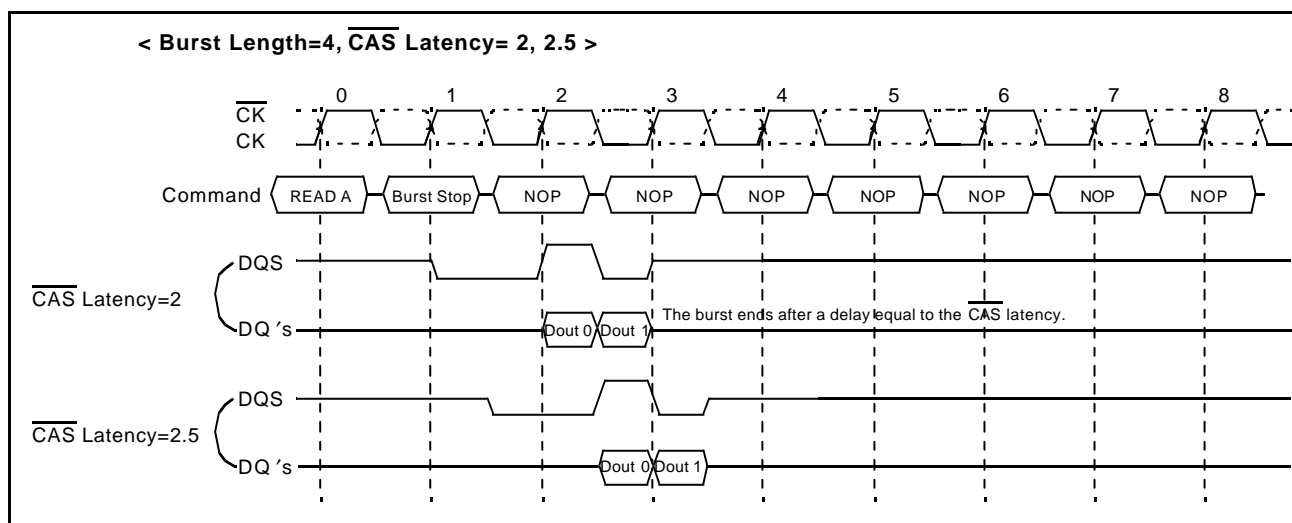 < Burst Length=4, CAS Latency= 2, 2.5 >
0 1 2 3 4 5 6 7 8
CK
CK
Command READ A Burst Stop NOP NOP NOP NOP NOP NOP NOP
DQS
CAS Latency=2
DQ 's Dout 0 Dout 1 The burst ends after a delay equal to the CAS latency.
DQS
CAS Latency=2.5
DQ 's Dout 0 Dout 1